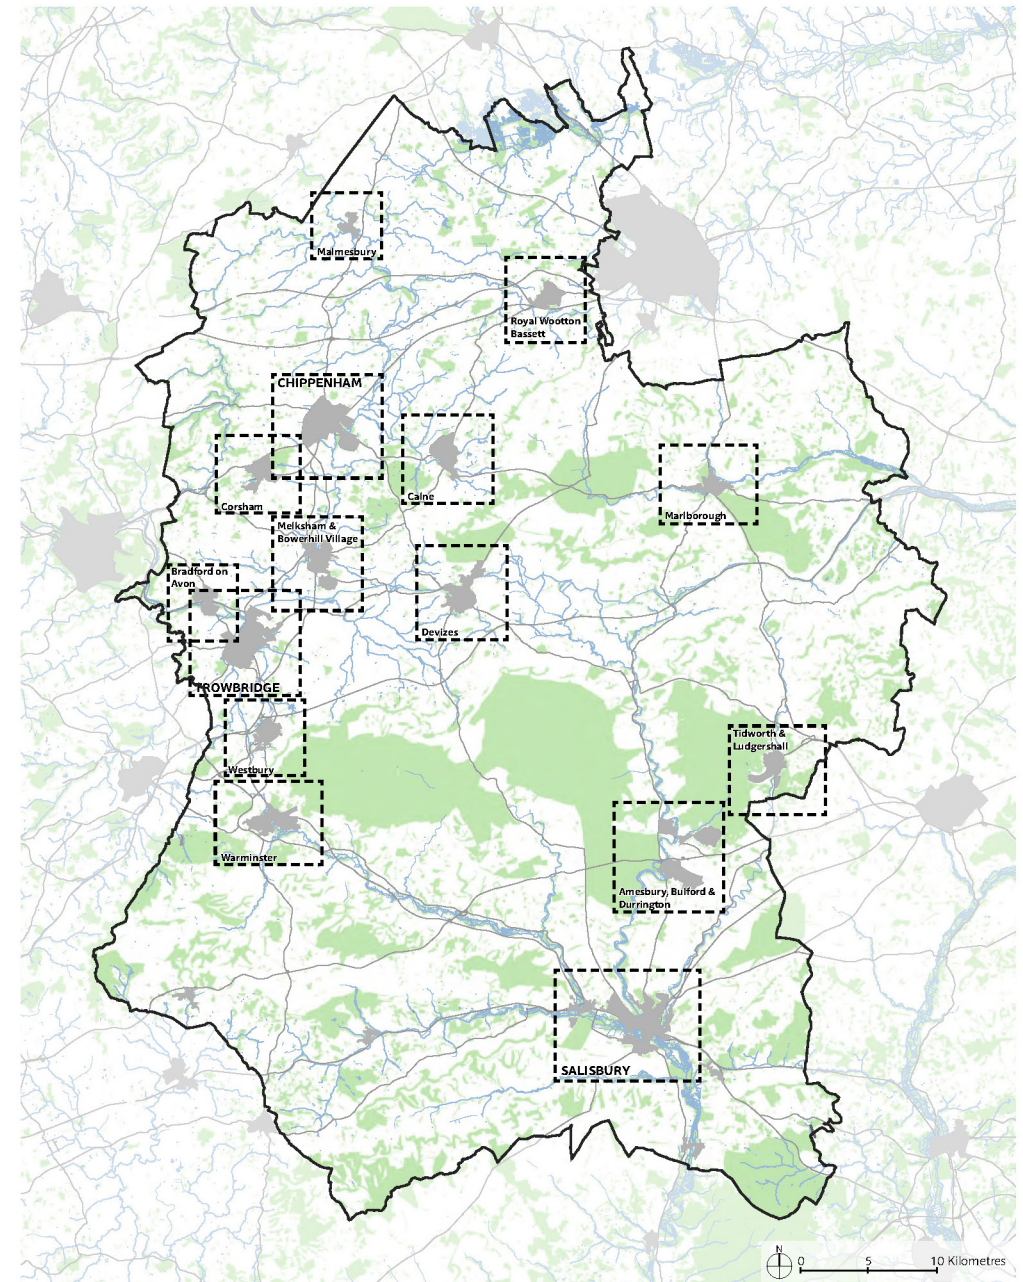 Malmesbury
Royal Wootton
Bassett
CHIPPENHAM
Corsham
Calne
Marlborough
Melksham &
Bowerhill Village
Bradford on
Avon
Devizes
TROWBRIDGE
Tidworth &
Ludgershall
Westbury
Warminster
Amesbury, Bulford &
Durrington
SALISBURY
N
0 5 10 Kilometres